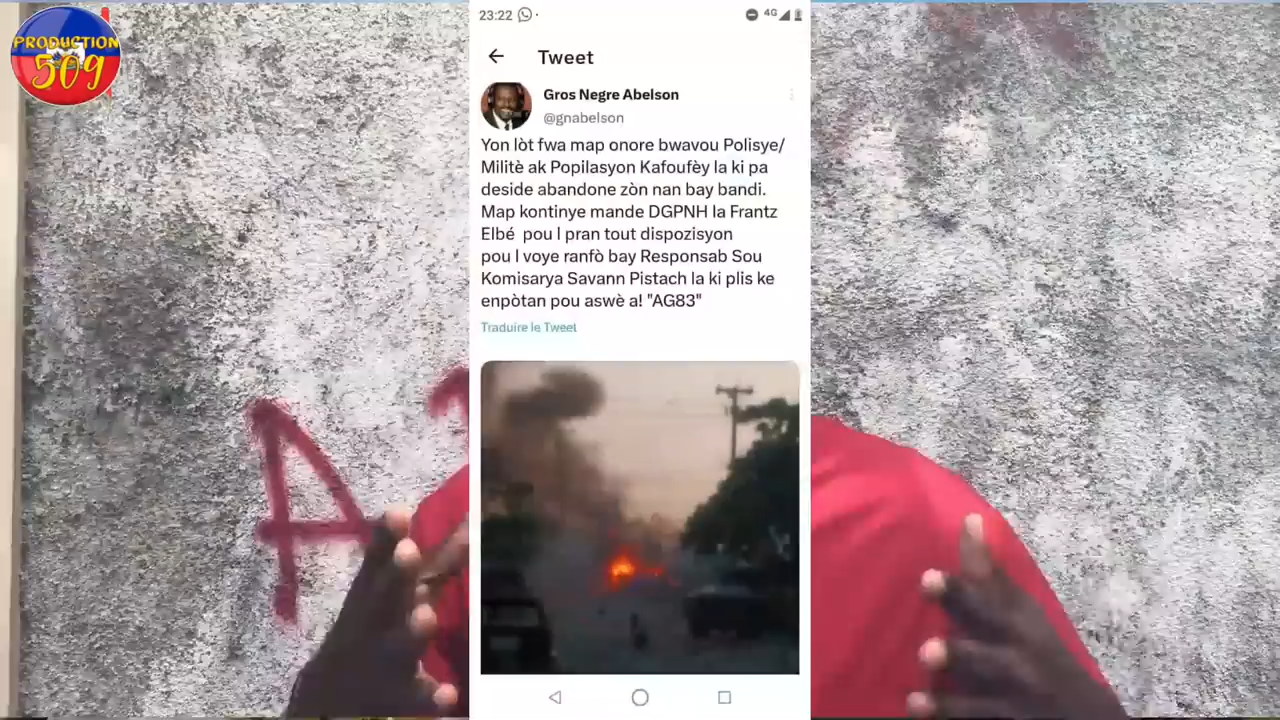 PRODUCTION
509
23:22
4G
Tweet
Gros Negre Abelson
@gnabelson
Yon lòt fwa map onore bwavou Polisye/
Militè ak Popilasyon Kafoufèy la ki pa
deside abandone zòn nan bay bandi.
Map kontinye mande DGPNH la Frantz
Elbé pou l pran tout dispozisyon
pou l voye ranfò bay Responsab Sou
Komisarya Savann Pistach la ki plis ke
enpòtan pou aswè a! "AG83"
Traduire le Tweet
A